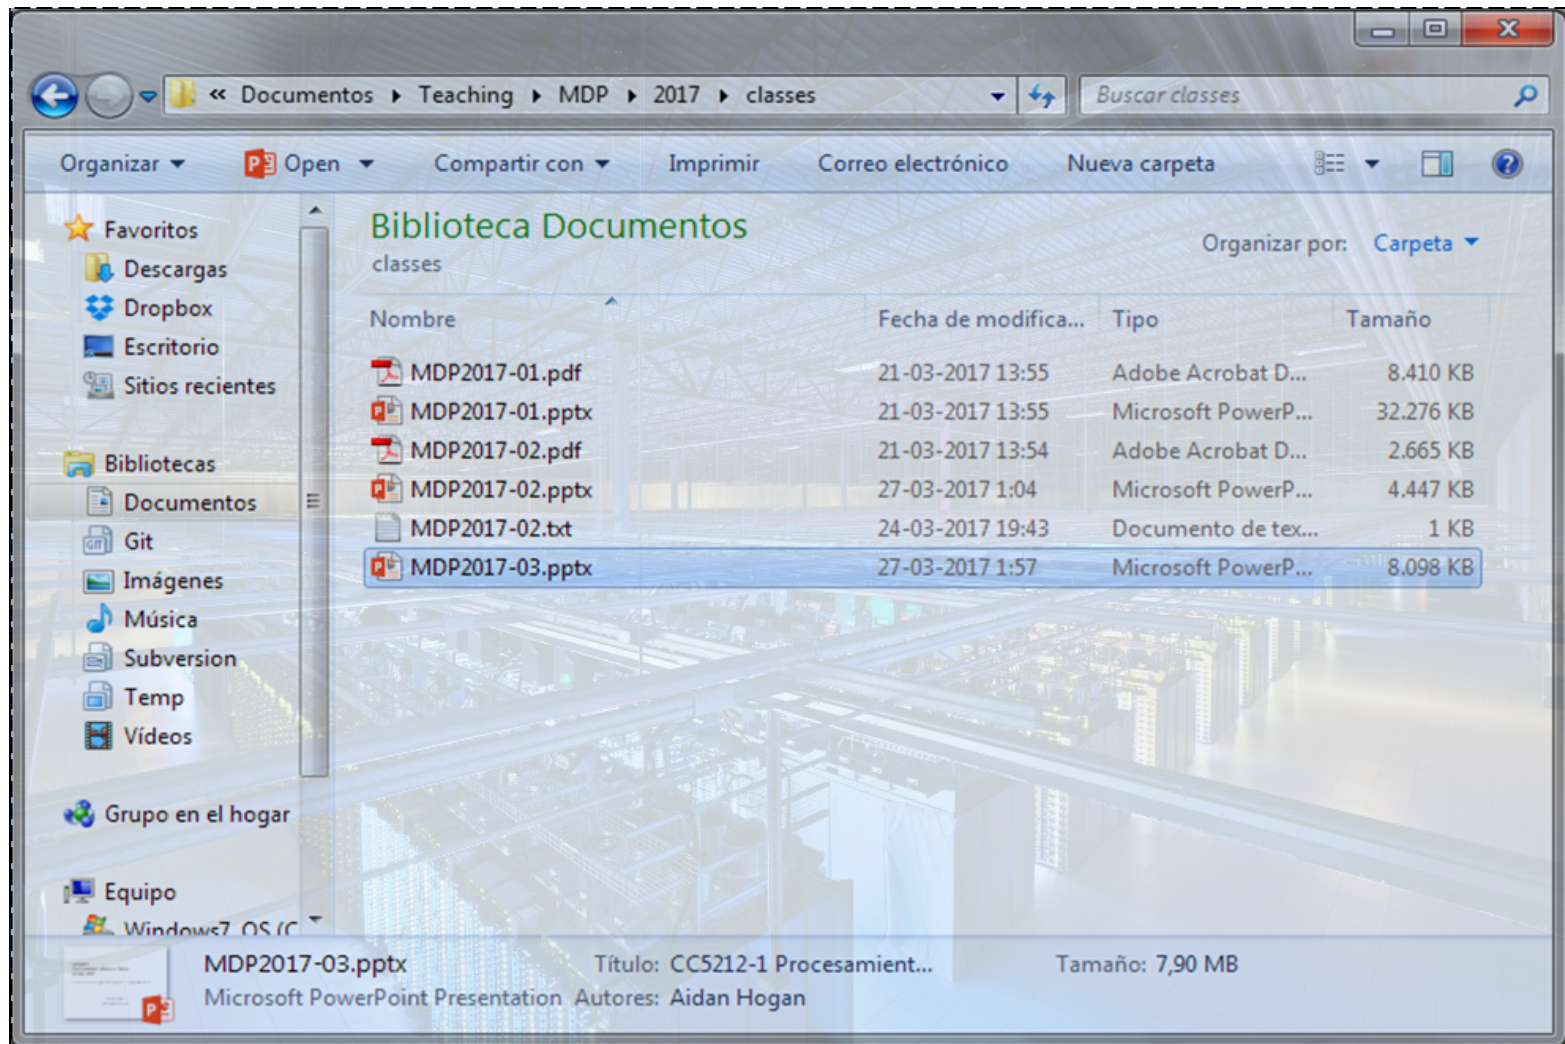 « Documentos ▸ Teaching ▸ MDP ▸ 2017 ▸ classes
Buscar classes
Organizar Open Compartir con Imprimir Correo electrónico Nueva carpeta
Favoritos
Descargas
Dropbox
Escritorio
Sitios recientes
Bibliotecas
Documentos
Git
Imágenes
Música
Subversion
Temp
Vídeos
Grupo en el hogar
Equipo
Windows7_OS (C
Biblioteca Documentos
classes
Organizar por: Carpeta
Nombre Fecha de modifica... Tipo Tamaño
MDP2017-01.pdf 21-03-2017 13:55 Adobe Acrobat D... 8.410 KB
MDP2017-01.pptx 21-03-2017 13:55 Microsoft PowerP... 32.276 KB
MDP2017-02.pdf 21-03-2017 13:54 Adobe Acrobat D... 2.665 KB
MDP2017-02.pptx 27-03-2017 1:04 Microsoft PowerP... 4.447 KB
MDP2017-02.txt 24-03-2017 19:43 Documento de tex... 1 KB
MDP2017-03.pptx 27-03-2017 1:57 Microsoft PowerP... 8.098 KB
MDP2017-03.pptx Título: CC5212-1 Procesamient... Tamaño: 7,90 MB
Microsoft PowerPoint Presentation Autores: Aidan Hogan